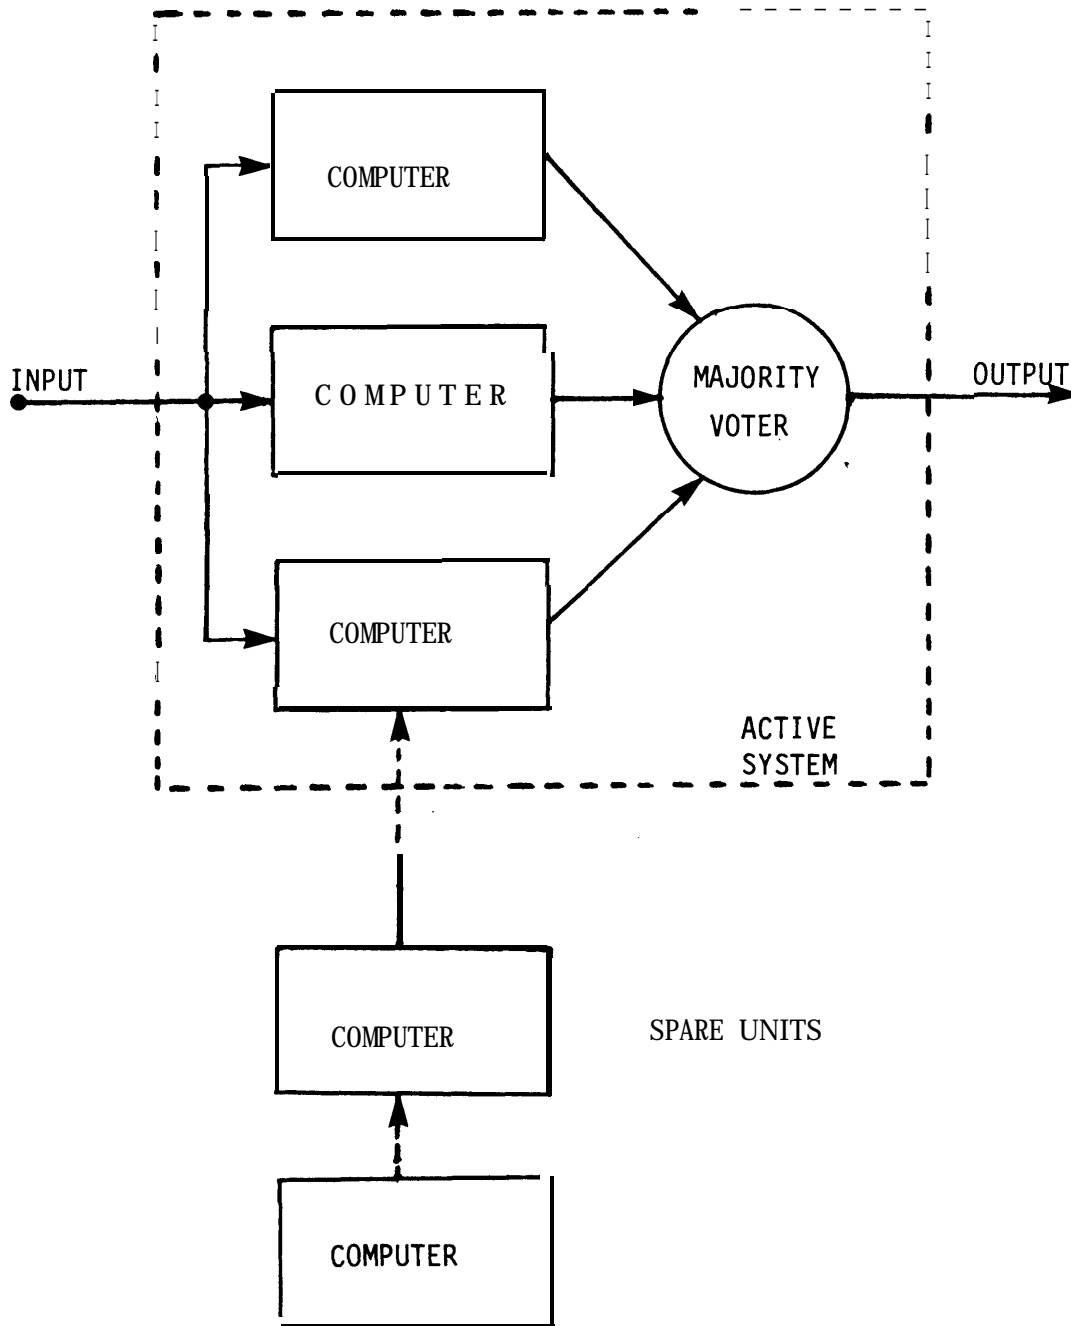 COMPUTER
INPUT
COMPUTER
MAJORITY
VOTER
OUTPUT
COMPUTER
ACTIVE
SYSTEM
COMPUTER
SPARE UNITS
COMPUTER